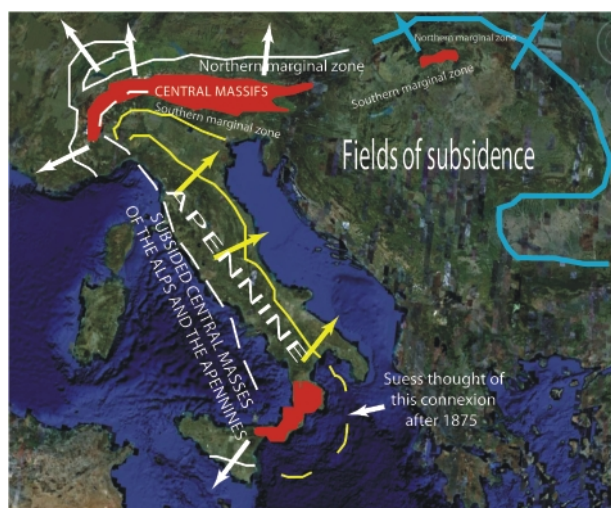 Northern marginal zone
Northern marginal zone
CENTRAL MASSIFS
Southern marginal zone
Southern marginal zone
Fields of subsidence
APENNINE
SUBSIDED CENTRAL MASSES
OF THE ALPS AND THE APENNINES
Suess thought of
this connexion
after 1875